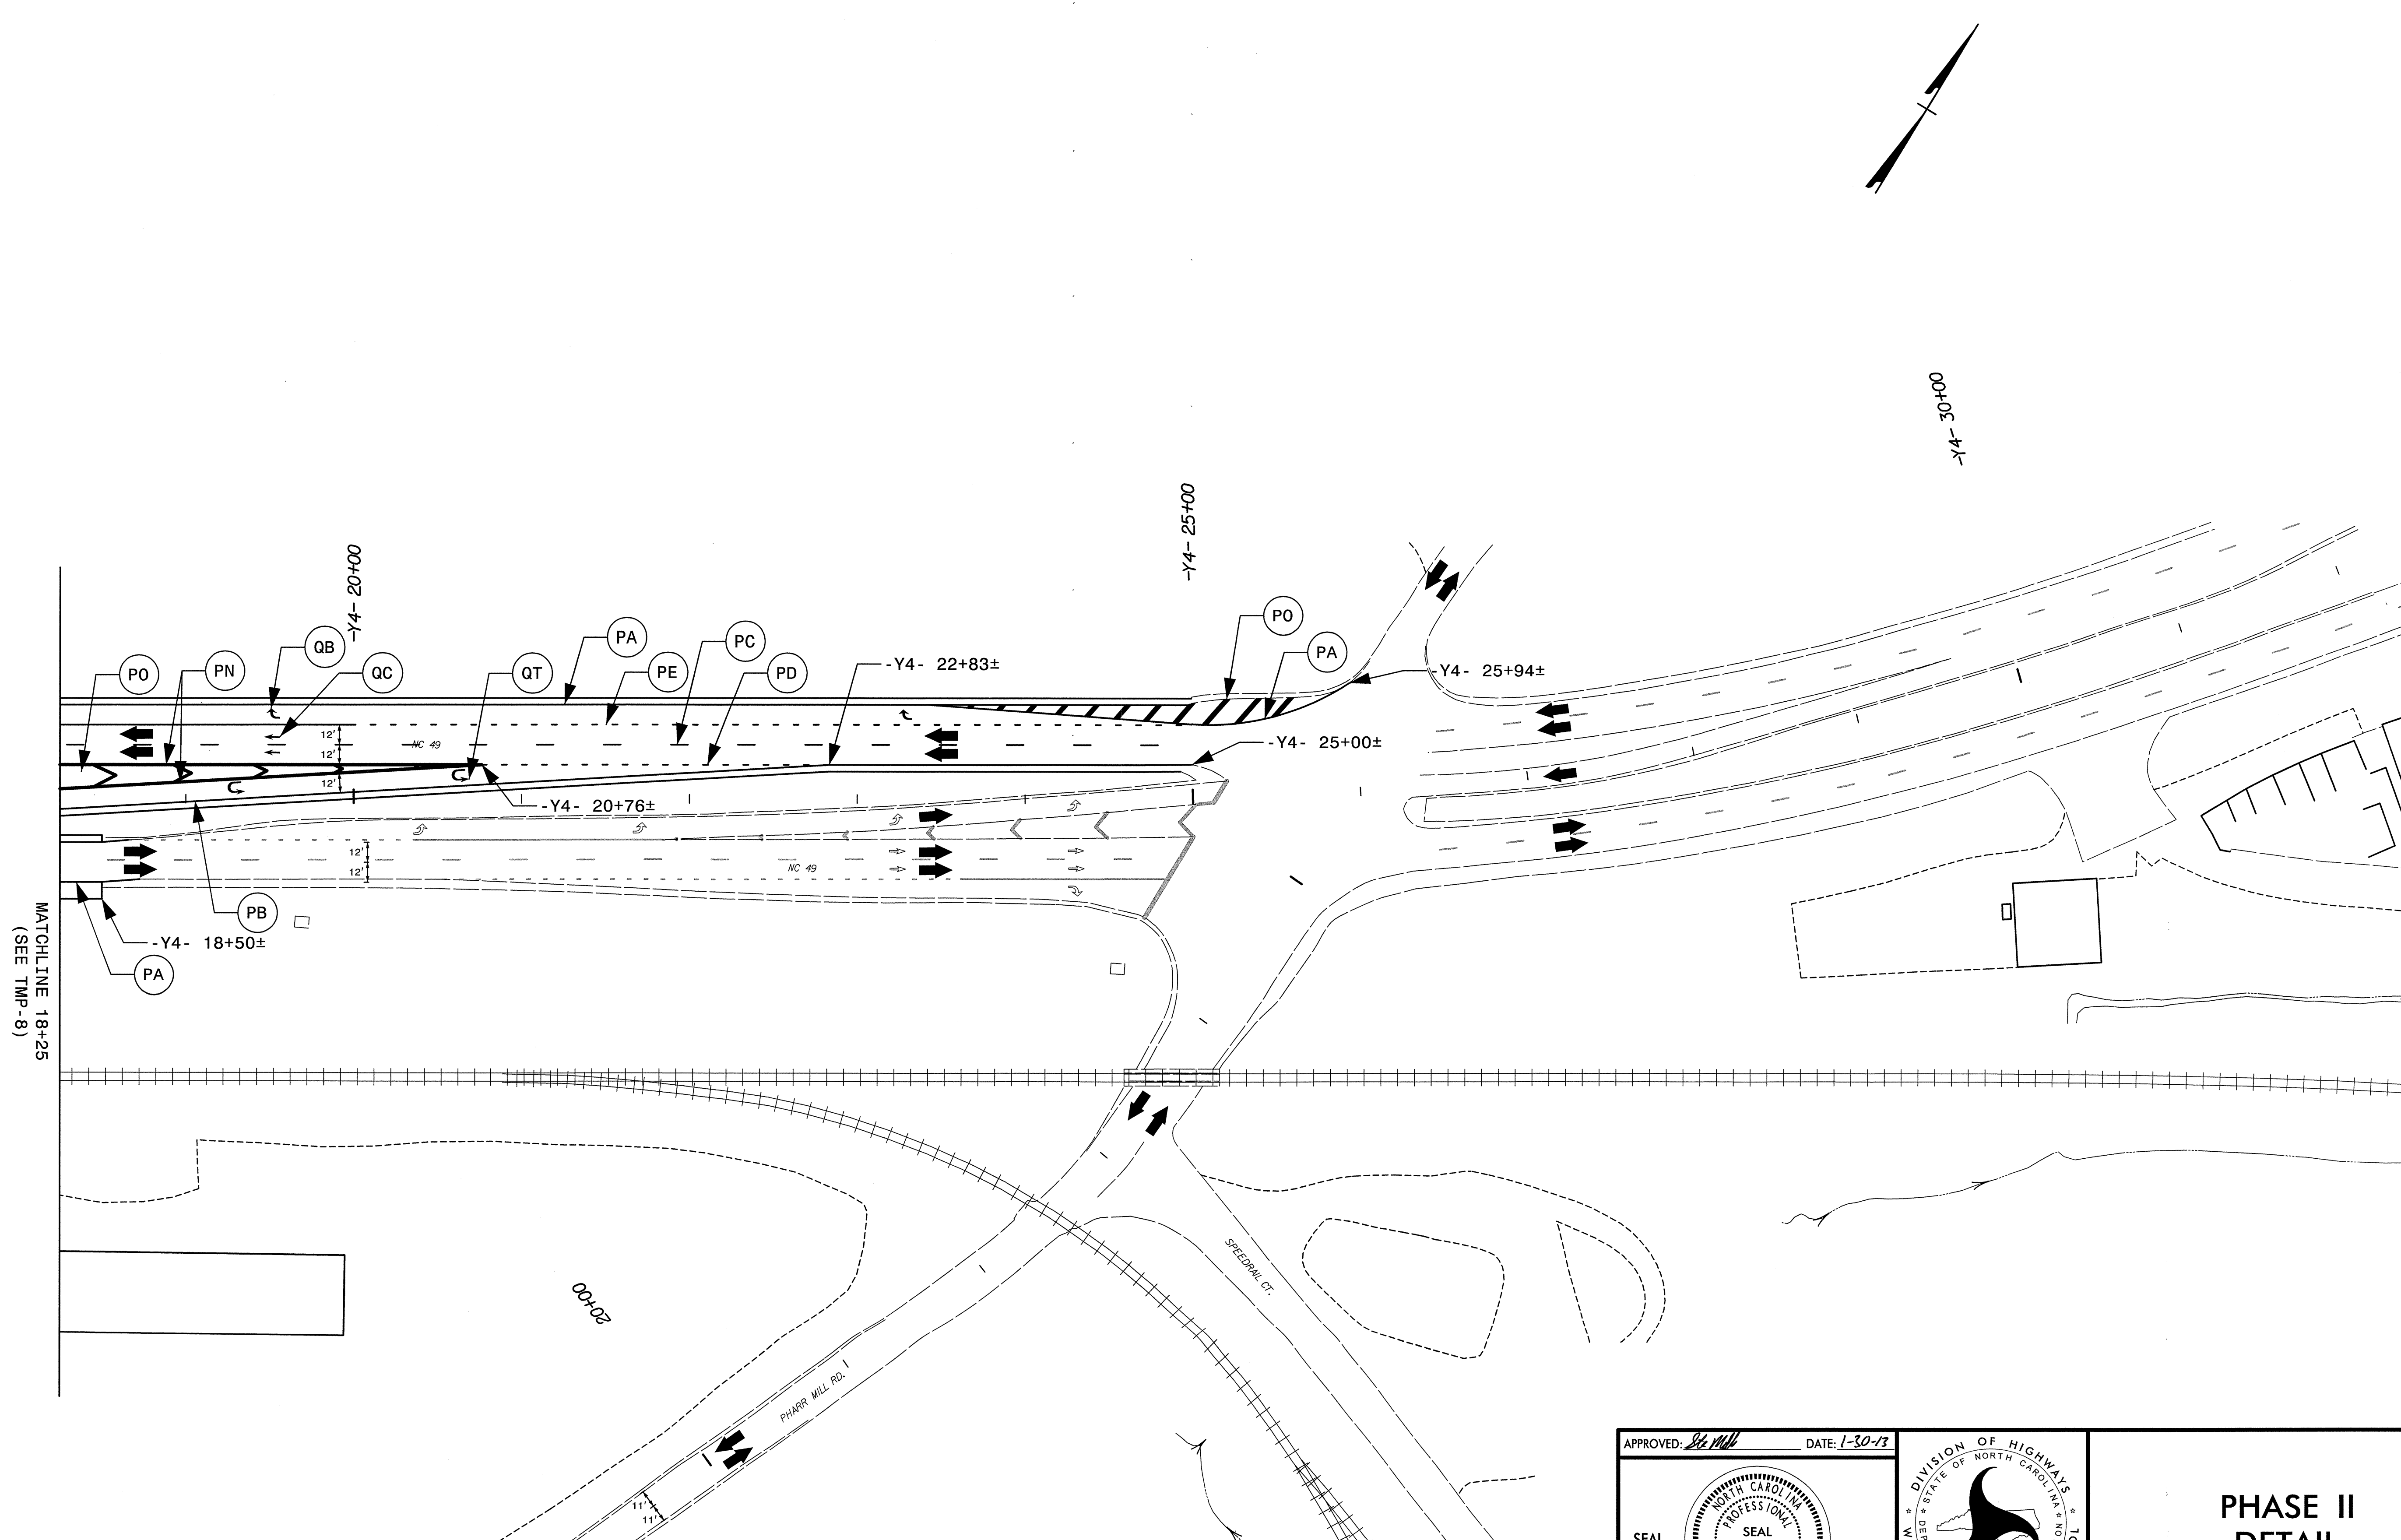 -Y4- 30+00
-Y4- 25+00
-Y4- 20+00
PO
PN
QB
QC
QT
PA
PE
PC
PD
-Y4- 22+83±
PO
PA
-Y4- 25+94±
-Y4- 25+00±
12'
12'
12'
NC 49
-Y4- 20+76±
12'
12'
NC 49
PB
-Y4- 18+50±
PA
MATCHLINE 18+25
(SEE TMP-8)
20+00
SPEEDRAIL CT.
PHARR MILL RD.
11'
11'
APPROVED: DATE: 1-30-13
DIVISION OF HIGHWAYS
STATE OF NORTH CAROLINA
NORTH CAROLINA
PROFESSIONAL
SEAL
SEAL
PHASE II
DETAIL